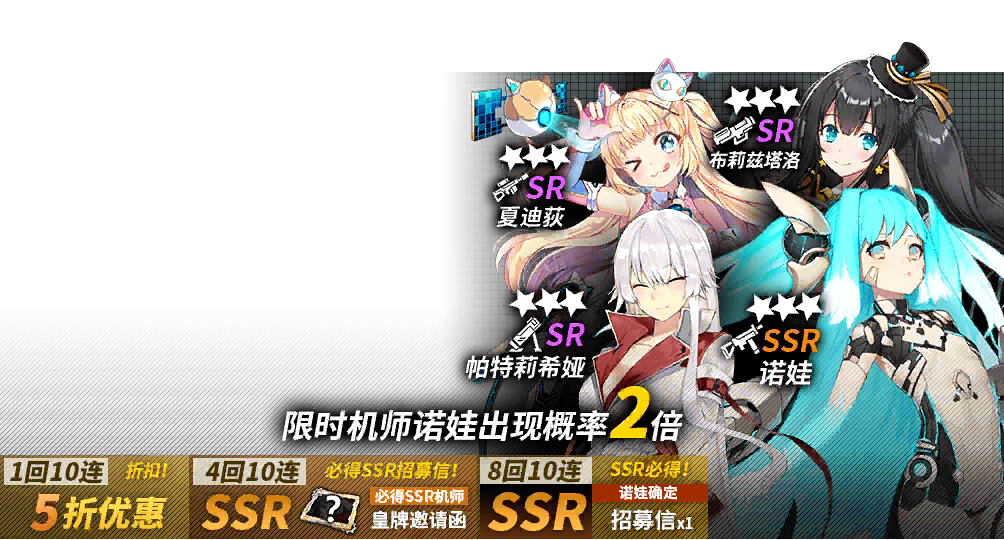 SR
布莉兹塔洛
SR
夏迪荻
SR
帕特莉希娅
SSR
诺娃
限时机师诺娃出现概率2倍
1回10连 折扣!
5折优惠
4回10连 必得SSR招募信!
SSR
?
必得SSR机师
皇牌邀请函
8回10连 SSR必得!
SSR
诺娃确定
招募信x1